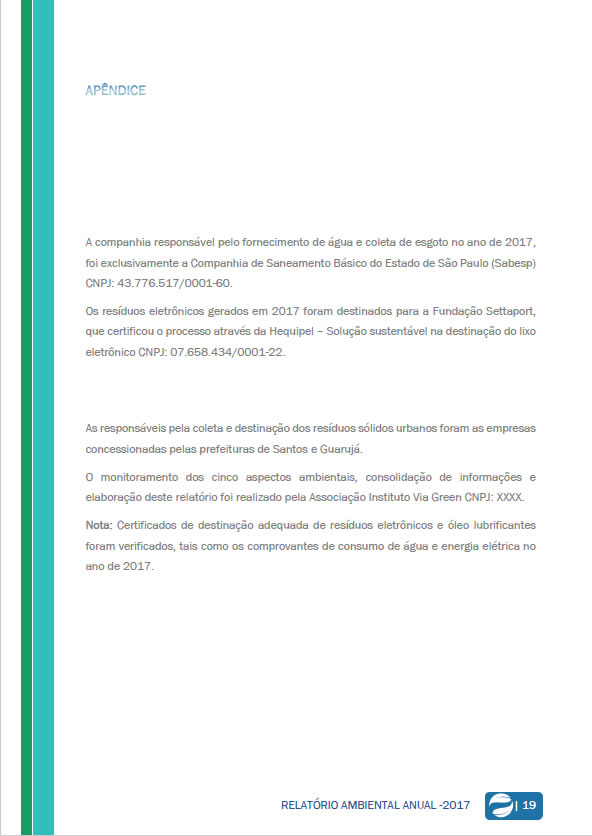 APÊNDICE
A companhia responsável pelo fornecimento de água e coleta de esgoto no ano de 2017,
foi exclusivamente a Companhia de Saneamento Básico do Estado de São Paulo (Sabesp)
CNPJ: 43.776.517/0001-60.
Os resíduos eletrônicos gerados em 2017 foram destinados para a Fundação Settaport,
que certificou o processo através da Hequipel – Solução sustentável na destinação do lixo
eletrônico CNPJ: 07.658.434/0001-22.
As responsáveis pela coleta e destinação dos resíduos sólidos urbanos foram as empresas
concessionadas pelas prefeituras de Santos e Guarujá.
O monitoramento dos cinco aspectos ambientais, consolidação de informações e
elaboração deste relatório foi realizado pela Associação Instituto Via Green CNPJ: XXXX.
Nota: Certificados de destinação adequada de resíduos eletrônicos e óleo lubrificantes
foram verificados, tais como os comprovantes de consumo de água e energia elétrica no
ano de 2017.
RELATÓRIO AMBIENTAL ANUAL -2017 | 19